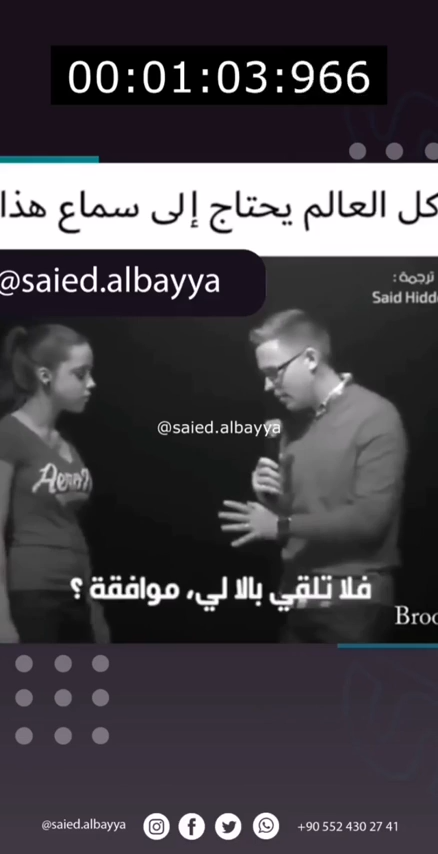 00:01:03:966
كل العالم يحتاج إلى سماع هذا
@saied.albayya
ترجمة :
Said Hidd
@saied.albayya
Aero
فلا تلقي بالا لي، موافقة ؟
Broo
@saied.albayya
+90 552 430 27 41